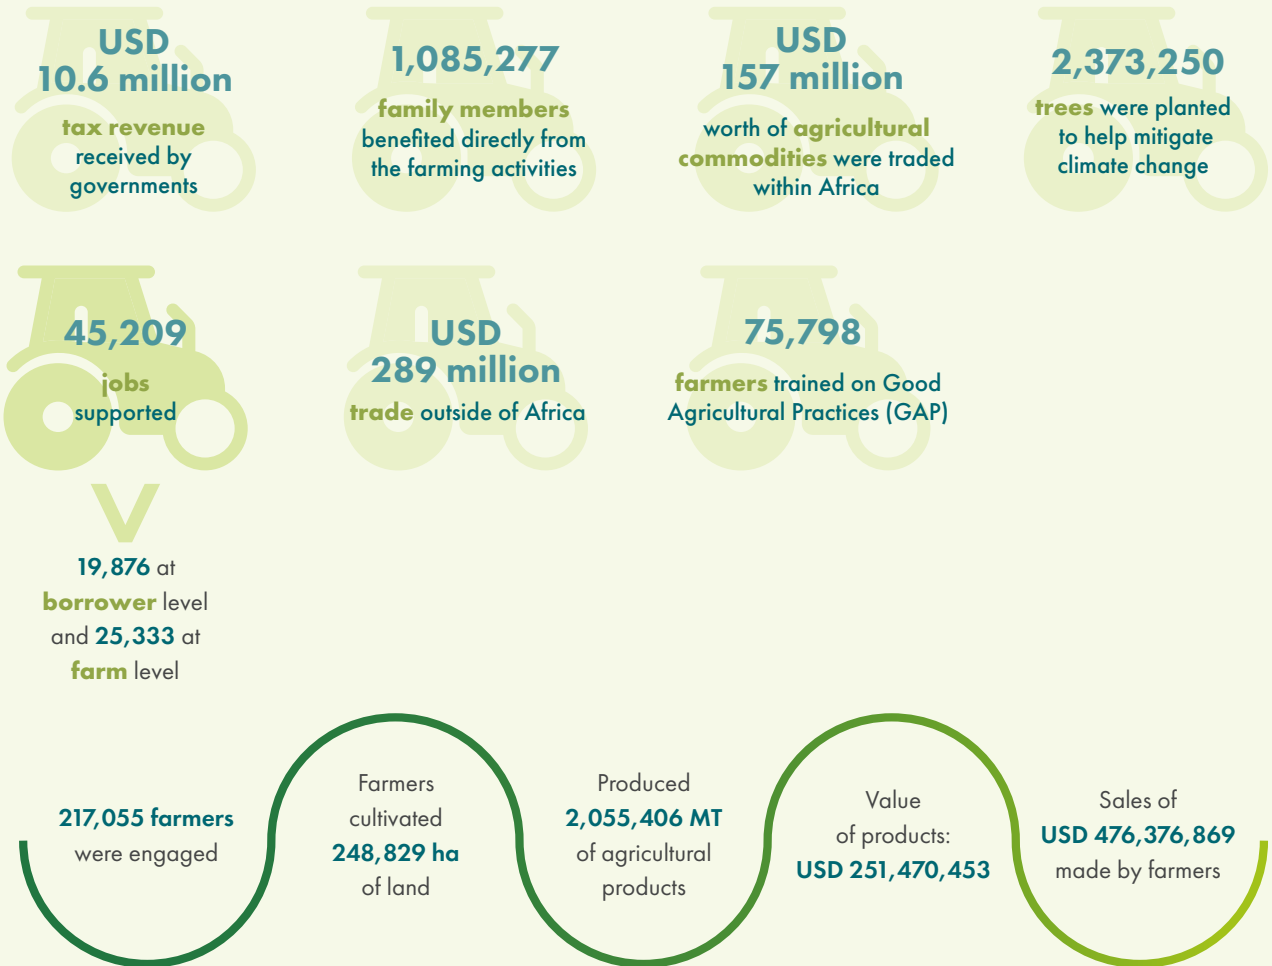 USD
10.6 million
tax revenue
received by
governments
1,085,277
family members
benefited directly from
the farming activities
USD
157 million
worth of agricultural
commodities were traded
within Africa
2,373,250
trees were planted
to help mitigate
climate change
45,209
jobs
supported
USD
289 million
trade outside of Africa
75,798
farmers trained on Good
Agricultural Practices (GAP)
19,876 at
borrower level
and 25,333 at
farm level
217,055 farmers
were engaged
Farmers
cultivated
248,829 ha
of land
Produced
2,055,406 MT
of agricultural
products
Value
of products:
USD 251,470,453
Sales of
USD 476,376,869
made by farmers